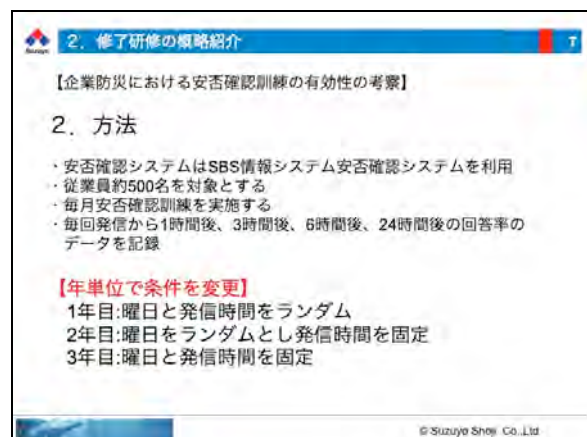 Suzuyo
2．修了研修の概略紹介
7
【企業防災における安否確認訓練の有効性の考察】
2．方法
・安否確認システムはSBS情報システム安否確認システムを利用
・従業員約500名を対象とする
・毎月安否確認訓練を実施する
・毎回発信から1時間後、3時間後、6時間後、24時間後の回答率の
データを記録
【年単位で条件を変更】
1年目:曜日と発信時間をランダム
2年目:曜日をランダムとし発信時間を固定
3年目:曜日と発信時間を固定
© Suzuyo Shoji Co.,Ltd